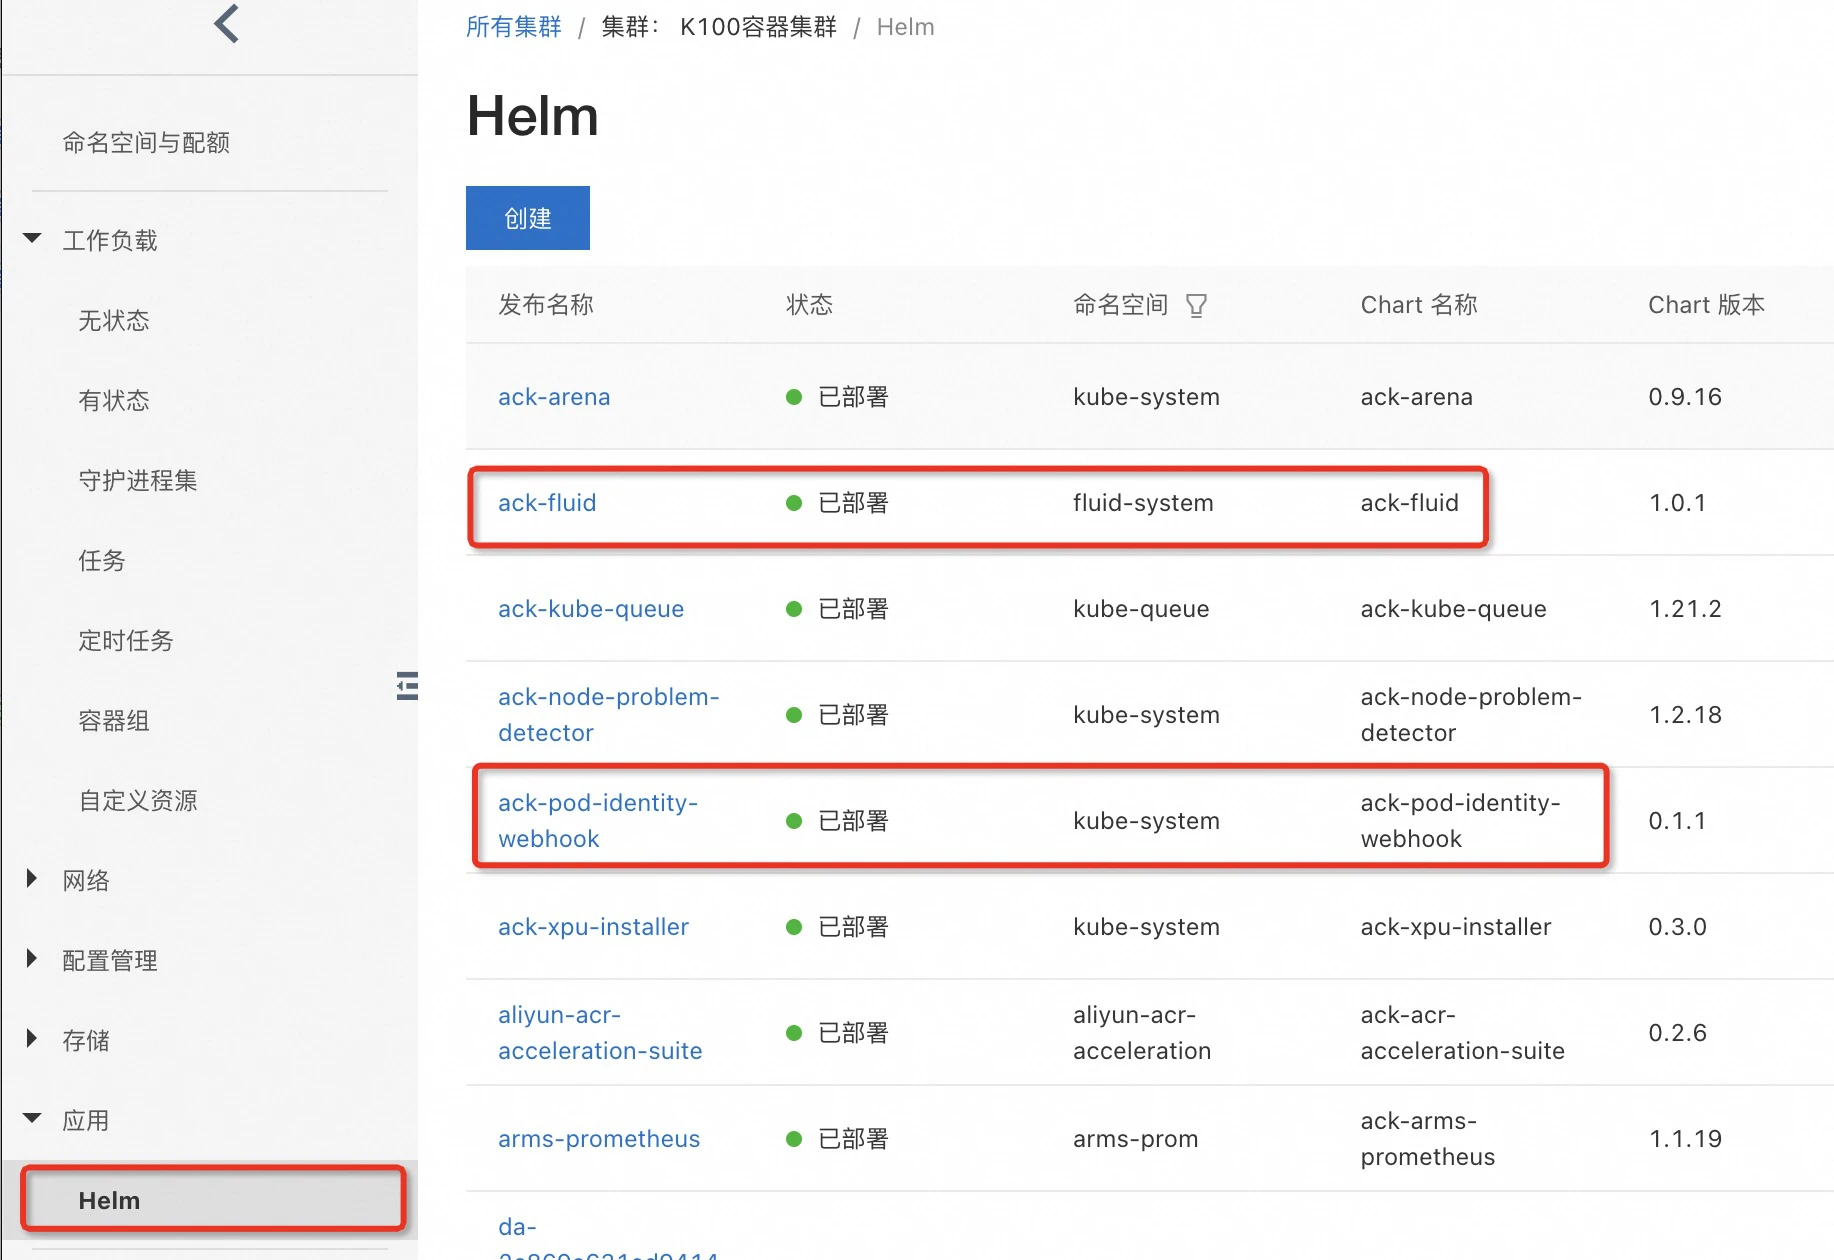 所有集群 / 集群： K100容器集群 / Helm
命名空间与配额
工作负载
无状态
有状态
守护进程集
任务
定时任务
容器组
自定义资源
网络
配置管理
存储
应用
Helm
Helm
创建
发布名称 状态 命名空间 Chart 名称 Chart 版本
ack-arena 已部署 kube-system ack-arena 0.9.16
ack-fluid 已部署 fluid-system ack-fluid 1.0.1
ack-kube-queue 已部署 kube-queue ack-kube-queue 1.21.2
ack-node-problem-
detector 已部署 kube-system ack-node-problem-
detector 1.2.18
ack-pod-identity-
webhook 已部署 kube-system ack-pod-identity-
webhook 0.1.1
ack-xpu-installer 已部署 kube-system ack-xpu-installer 0.3.0
aliyun-acr-
acceleration-suite 已部署 aliyun-acr-
acceleration ack-acr-
acceleration-suite 0.2.6
arms-prometheus 已部署 arms-prom ack-arms-
prometheus 1.1.19
da-